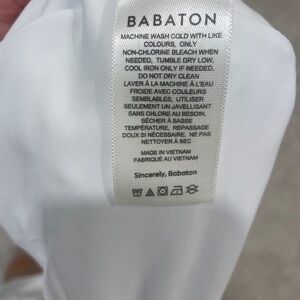 BABATON
MACHINE WASH COLD WITH LIKE
COLOURS, ONLY
NON-CHLORINE BLEACH WHEN
NEEDED, TUMBLE DRY LOW,
COOL IRON ONLY IF NEEDED.
DO NOT DRY CLEAN
LAVER À LA MACHINE À L'EAU
FROIDE AVEC COULEURS
SEMBLABLES, UTILISER
SEULEMENT UN JAVELLISANT
SANS CHLORE AU BESOIN,
SÉCHER À BASSE
TEMPÉRATURE, REPASSAGE
DOUX SI NÉCESSAIRE, NE PAS
NETTOYER À SEC
MADE IN VIETNAM
FABRIQUÉ AU VIETNAM
Sincerely, Babaton